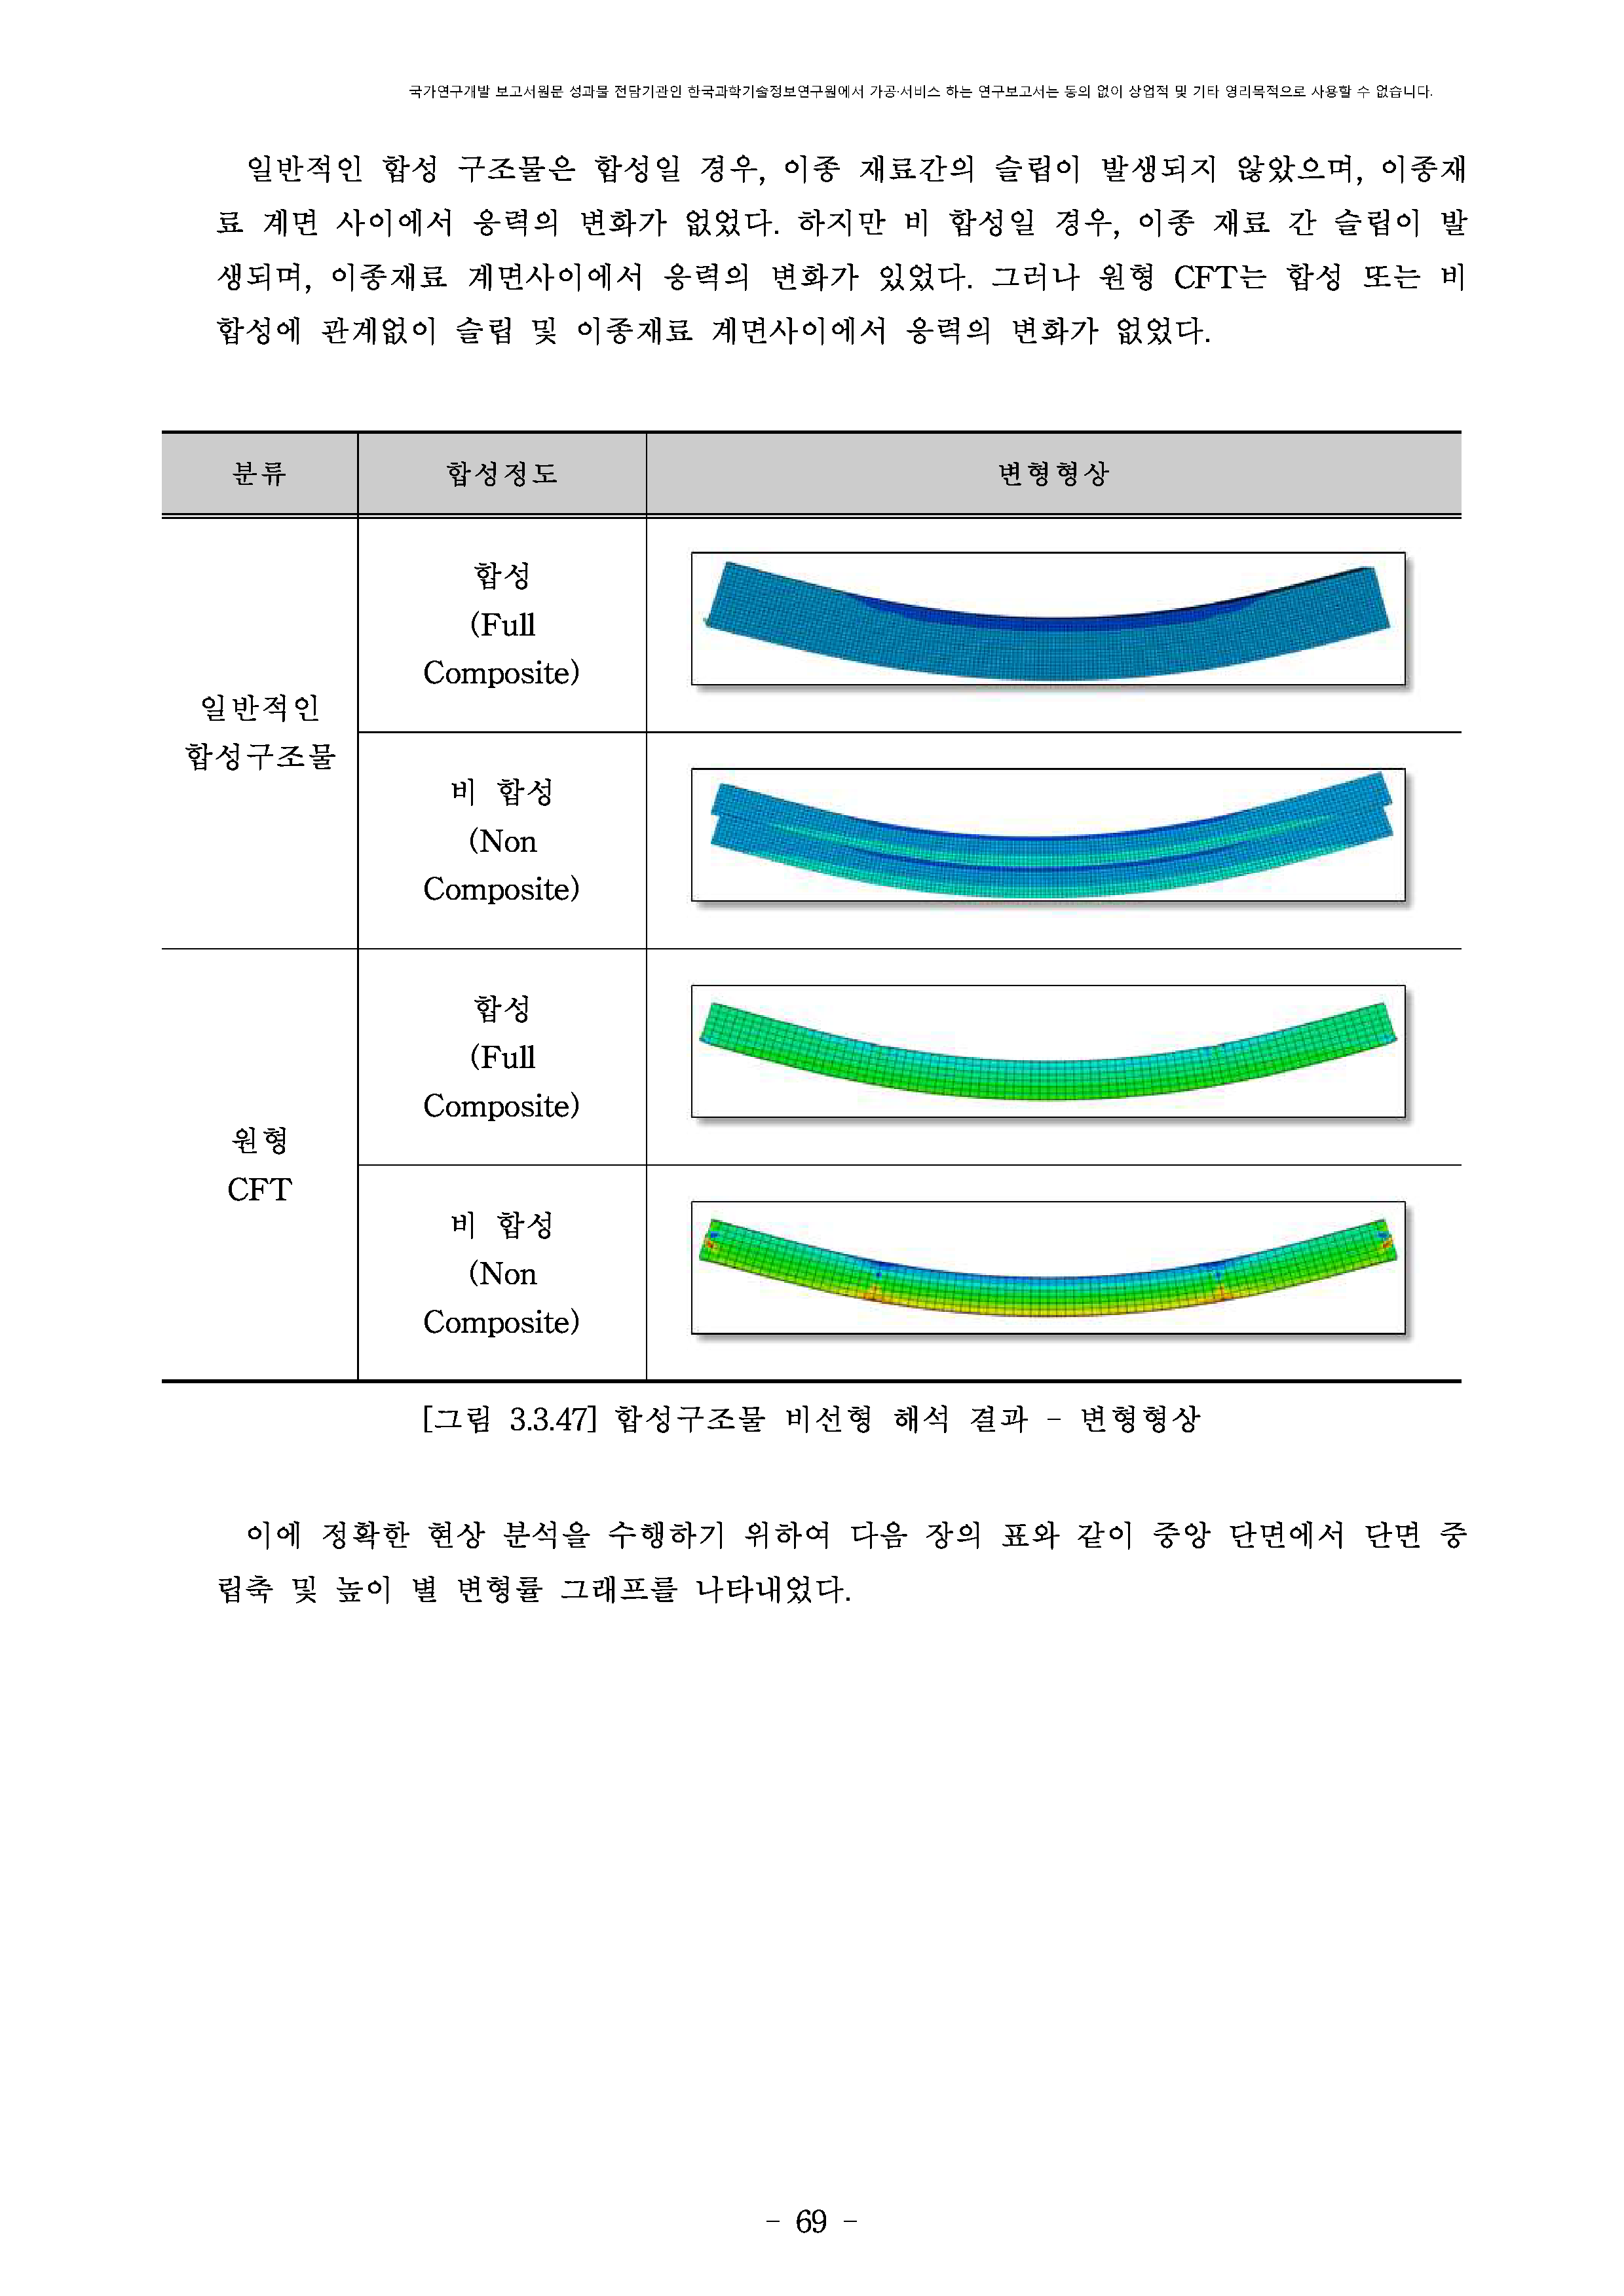 국가연구개발 보고서원문 성과물 전담기관인 한국과학기술정보연구원에서 가공·서비스 하는 연구보고서는 동의 없이 상업적 및 기타 영리목적으로 사용할 수 없습니다.
일반적인 합성 구조물은 합성일 경우, 이종 재료간의 슬립이 발생되지 않았으며, 이종재
료 계면 사이에서 응력의 변화가 없었다. 하지만 비 합성일 경우, 이종 재료 간 슬립이 발
생되며, 이종재료 계면사이에서 응력의 변화가 있었다. 그러나 원형 CFT는 합성 또는 비
합성에 관계없이 슬립 및 이종재료 계면사이에서 응력의 변화가 없었다.
분류 합성정도 변형형상
일반적인
합성구조물
합성
(Full
Composite)
비 합성
(Non
Composite)
원형
CFT
합성
(Full
Composite)
비 합성
(Non
Composite)
[그림 3.3.47] 합성구조물 비선형 해석 결과 - 변형형상
이에 정확한 현상 분석을 수행하기 위하여 다음 장의 표와 같이 중앙 단면에서 단면 중
립축 및 높이 별 변형률 그래프를 나타내었다.
- 69 -